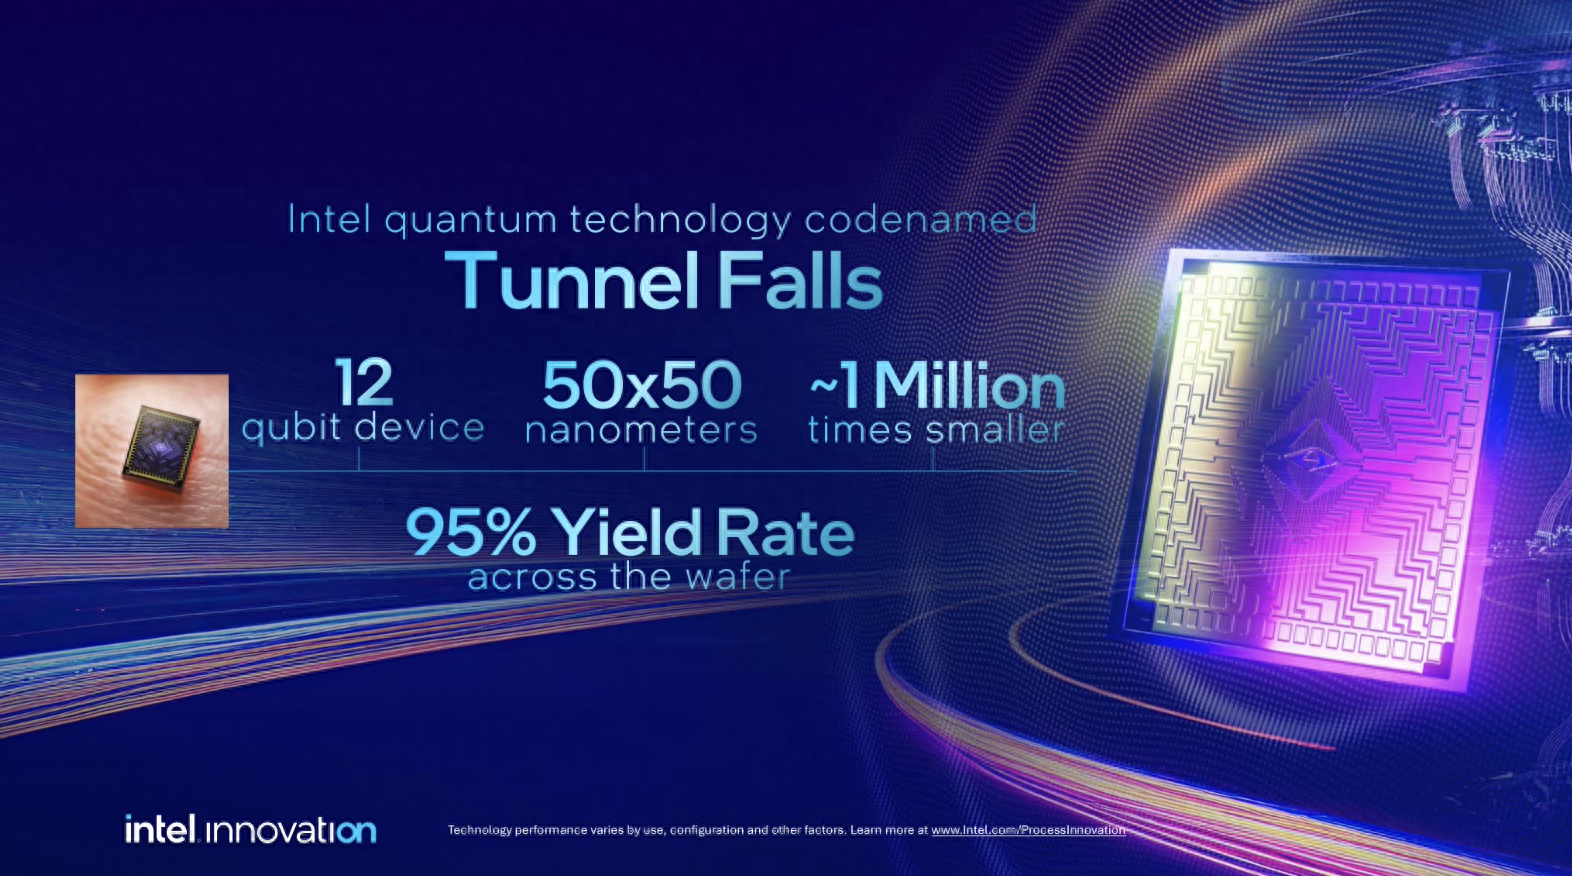 Intel quantum technology codenamed
Tunnel Falls
12
qubit device
50x50
nanometers
~1 Million
times smaller
95% Yield Rate
across the wafer
intel. innovation
Technology performance varies by use, configuration and other factors. Learn more at www.Intel.com/ProcessInnovation